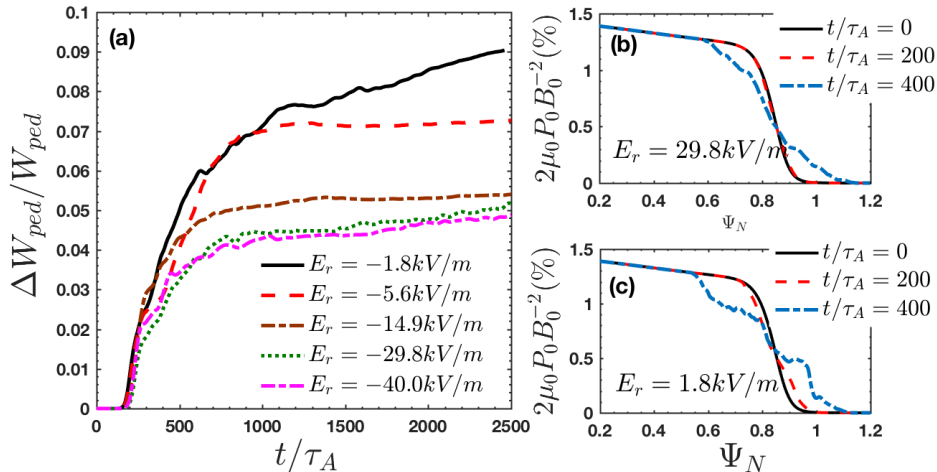 (a)
0.1
0.09
0.08
0.07
0.06
0.05
0.04
0.03
0.02
0.01
0
ΔW_ped/W_ped
E_r = −1.8kV/m
E_r = −5.6kV/m
E_r = −14.9kV/m
E_r = −29.8kV/m
E_r = −40.0kV/m
0 500 1000 1500 2000 2500
t/τ_A
(b)
t/τ_A = 0
t/τ_A = 200
t/τ_A = 400
2μ_0P_0B_0^{-2}(%)
1.5
1
0.5
0
E_r = 29.8kV/m
0.2 0.4 0.6 0.8 1 1.2
Ψ_N
(c)
t/τ_A = 0
t/τ_A = 200
t/τ_A = 400
2μ_0P_0B_0^{-2}(%)
1.5
1
0.5
0
E_r = 1.8kV/m
0.2 0.4 0.6 0.8 1 1.2
Ψ_N